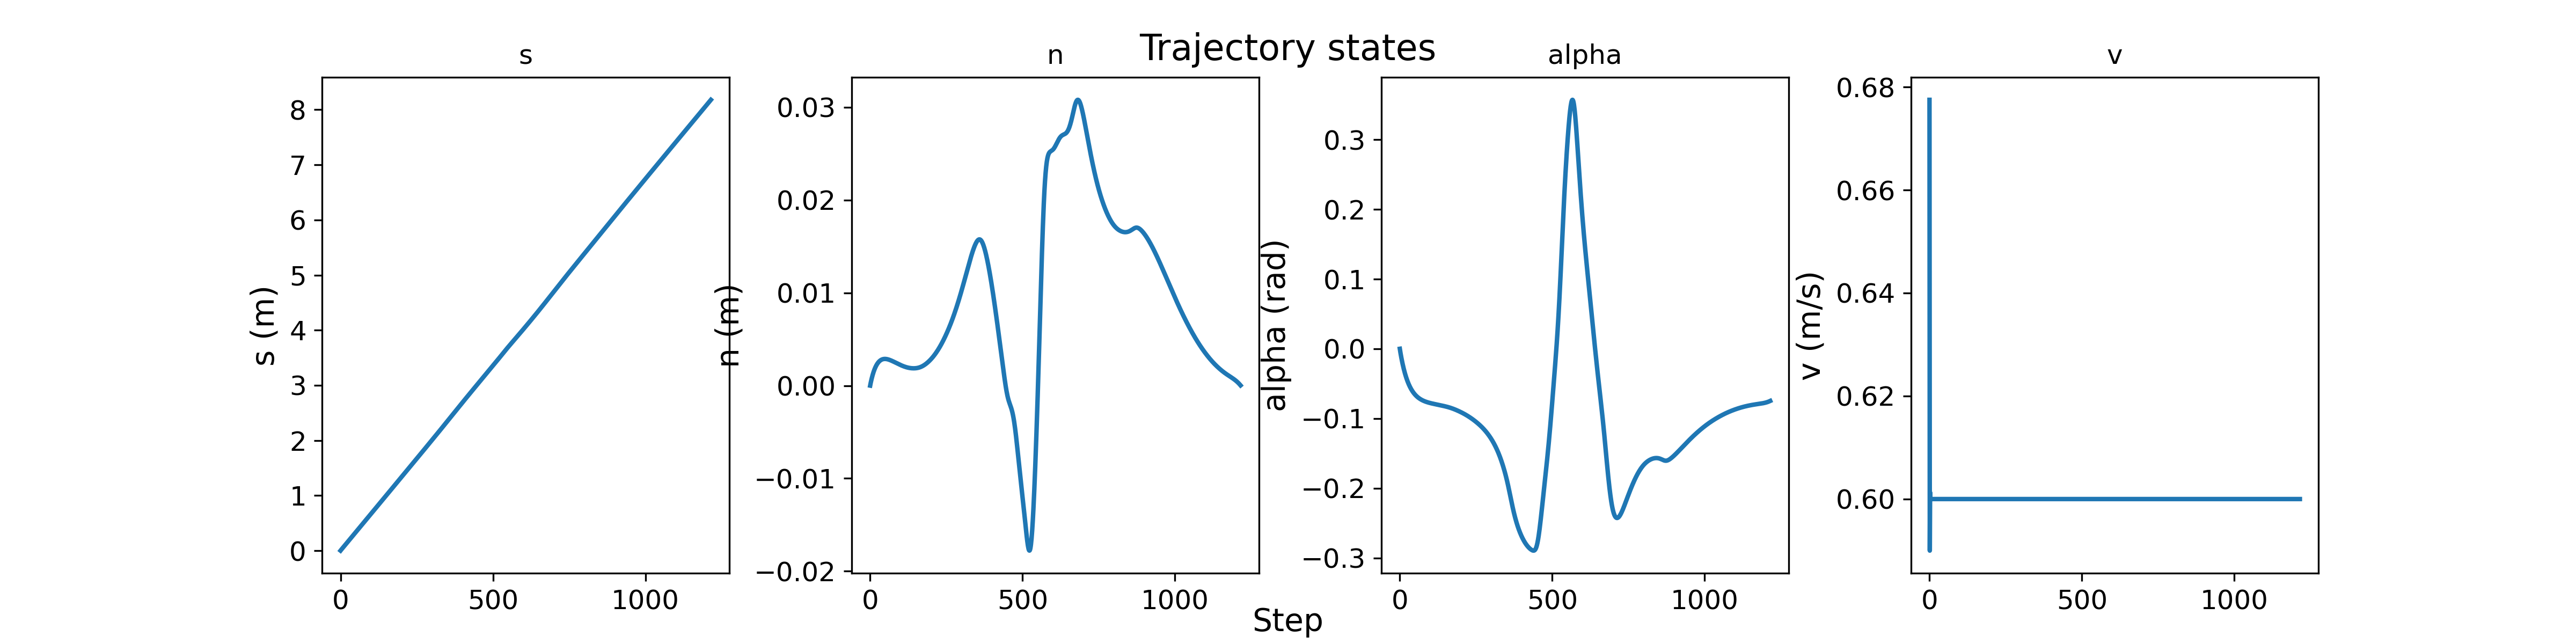 Trajectory states
s
n
alpha
v
s (m)
8
7
6
5
4
3
2
1
0
0 500 1000
n (m)
0.03
0.02
0.01
0.00
−0.01
−0.02
0 500 1000
alpha (rad)
0.3
0.2
0.1
0.0
−0.1
−0.2
−0.3
0 500 1000
v (m/s)
0.68
0.66
0.64
0.62
0.60
0 500 1000
Step